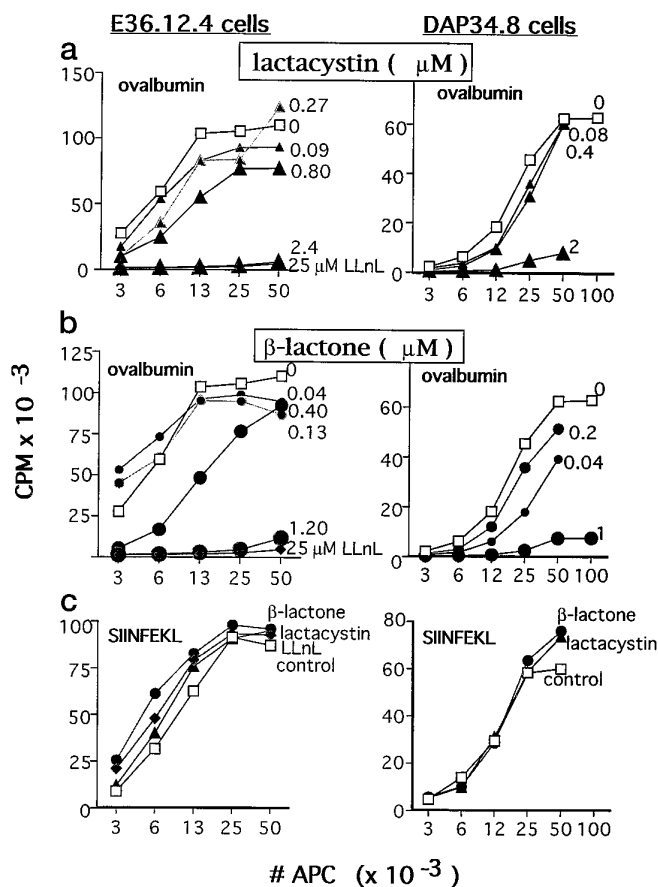 E36.12.4 cells
DAP34.8 cells
a
lactacystin ( μM )
150
100
50
0
ovalbumin
0.27
0
0.09
0.80
2.4
25 μM LLnL
3 6 13 25 50
60
40
20
0
ovalbumin
0
0.08
0.4
2
3 6 12 25 50 100
b
β-lactone ( μM )
CPM x 10 -3
125
100
75
50
25
ovalbumin
0
0.04
0.40
0.13
1.20
25 μM LLnL
3 6 13 25 50
60
40
20
0
ovalbumin
0
0.2
0.04
1
3 6 12 25 50 100
c
100
75
50
25
0
SIINFEKL
β-lactone
lactacystin
LLnL
control
3 6 13 25 50
80
60
40
20
0
SIINFEKL
β-lactone
lactacystin
control
3 6 12 25 50 100
# APC (x 10 -3)